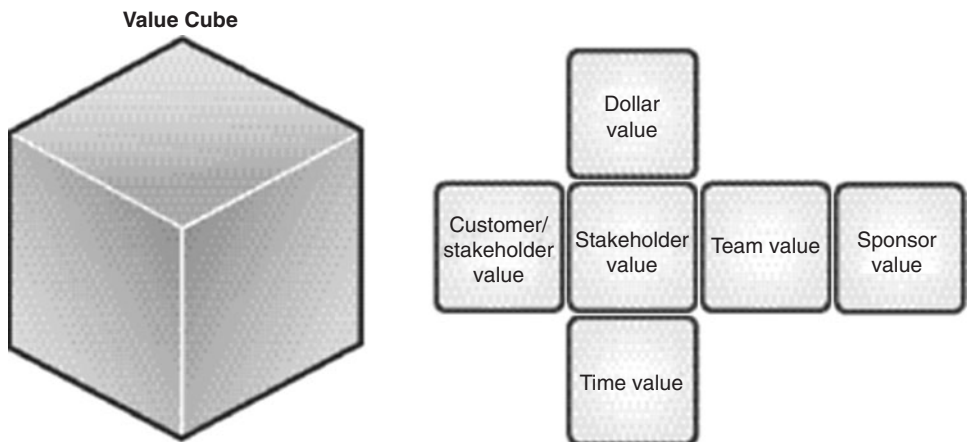 Value Cube
Dollar
value
Customer/
stakeholder
value
Stakeholder
value
Team value
Sponsor
value
Time value